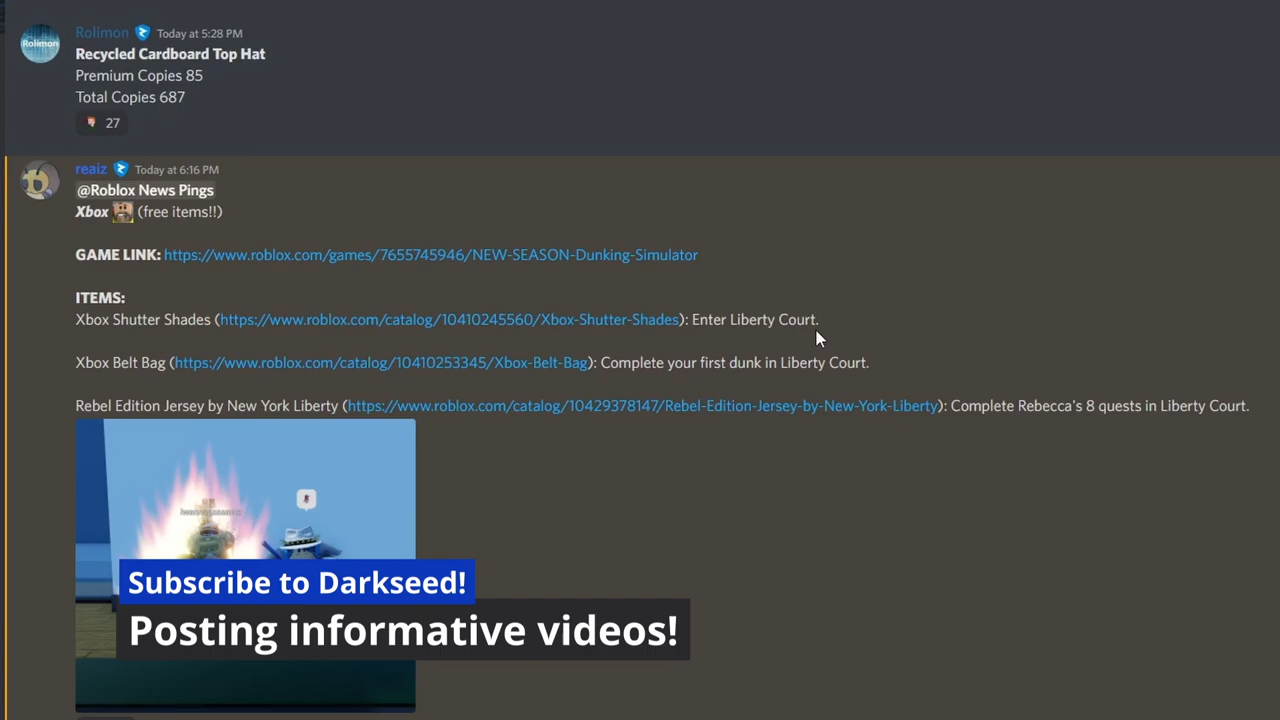 Rolimon Today at 5:28 PM
Rolimon
Recycled Cardboard Top Hat
Premium Copies 85
Total Copies 687
27
reaiz Today at 6:16 PM
@Roblox News Pings
Xbox (free items!!)
GAME LINK: https://www.roblox.com/games/7655745946/NEW-SEASON-Dunking-Simulator
ITEMS:
Xbox Shutter Shades (https://www.roblox.com/catalog/10410245560/Xbox-Shutter-Shades): Enter Liberty Court.
Xbox Belt Bag (https://www.roblox.com/catalog/10410253345/Xbox-Belt-Bag): Complete your first dunk in Liberty Court.
Rebel Edition Jersey by New York Liberty (https://www.roblox.com/catalog/10429378147/Rebel-Edition-Jersey-by-New-York-Liberty): Complete Rebecca's 8 quests in Liberty Court.
Subscribe to Darkseed!
Posting informative videos!